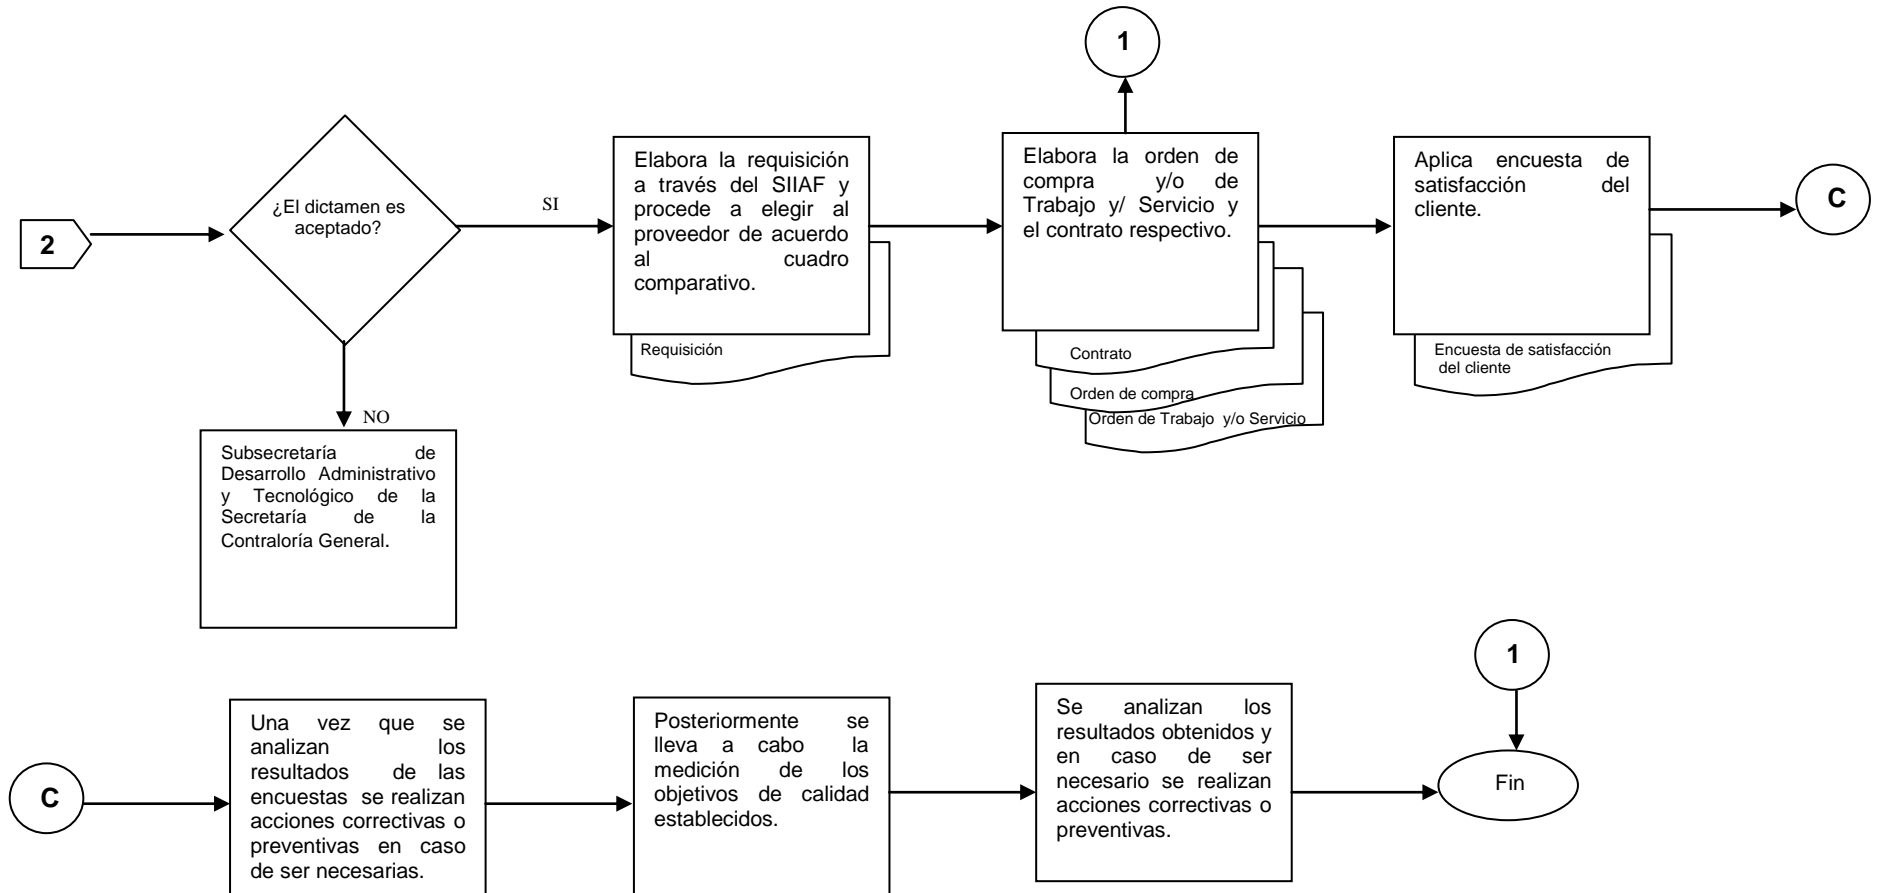 1
2
¿El dictamen es
aceptado?
SI
NO
Elabora la requisición
a través del SIIAF y
procede a elegir al
proveedor de acuerdo
al cuadro
comparativo.
Requisición
Elabora la orden de
compra y/o de
Trabajo y/ Servicio y
el contrato respectivo.
Contrato
Orden de compra
Orden de Trabajo y/o Servicio
Aplica encuesta de
satisfacción del
cliente.
Encuesta de satisfacción
del cliente
C
Subsecretaría de
Desarrollo Administrativo
y Tecnológico de la
Secretaría de la
Contraloría General.
C
Una vez que se
analizan los
resultados de las
encuestas se realizan
acciones correctivas o
preventivas en caso
de ser necesarias.
Posteriormente se
lleva a cabo la
medición de los
objetivos de calidad
establecidos.
Se analizan los
resultados obtenidos y
en caso de ser
necesario se realizan
acciones correctivas o
preventivas.
1
Fin